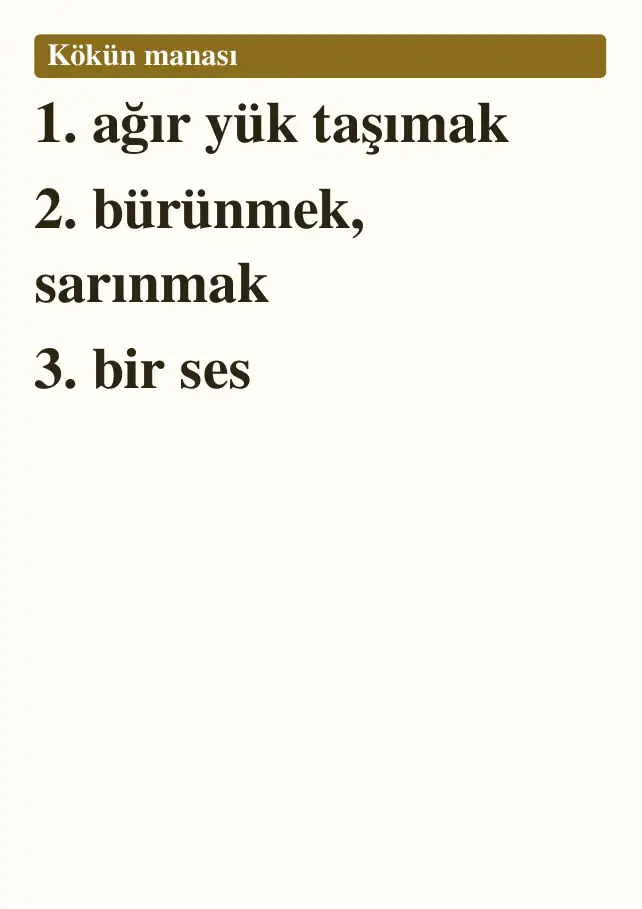 Kökün manası
1. ağır yük taşımak
2. bürünmek,
sarınmak
3. bir ses